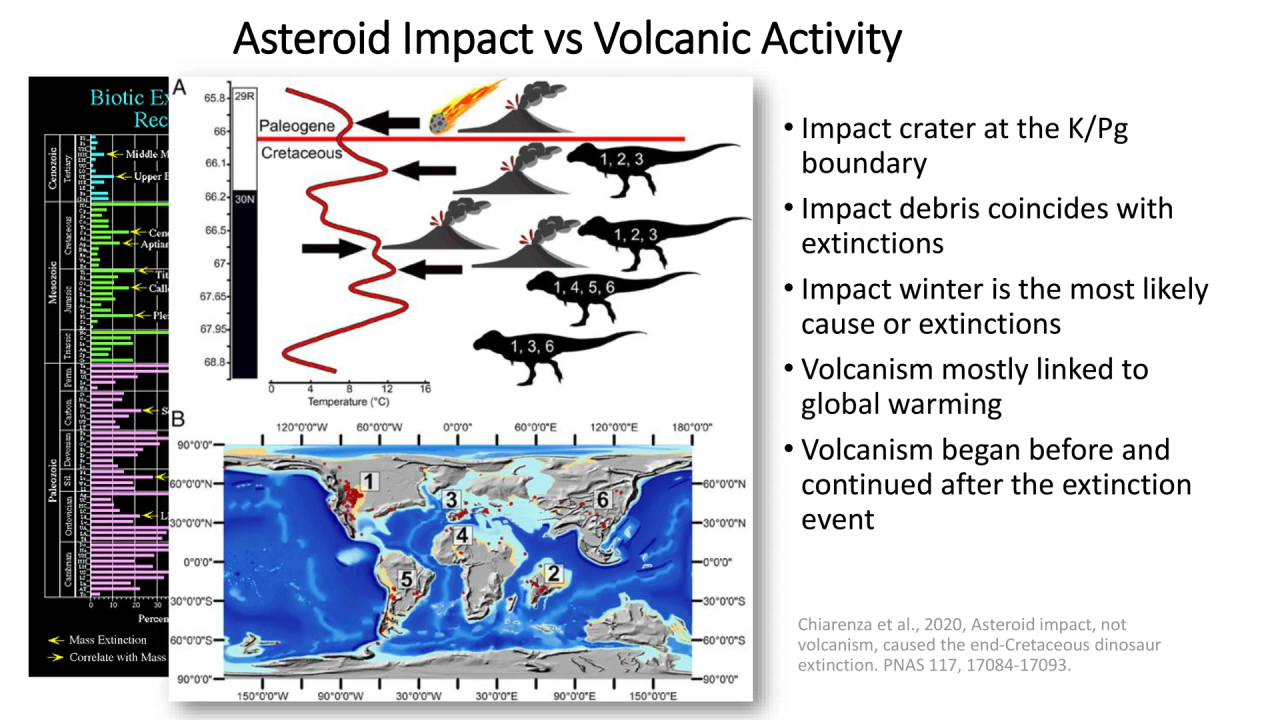 Asteroid Impact vs Volcanic Activity
Biotic Ex
Rec
Cenozoic
Tertiary
Middle M
Upper E
Mesozoic
Cretaceous
Cen
Aptian
Jurassic
Tit
Call
Plei
Triassic
Paleozoic
Perm.
Carbon.
S
Devonian
Sil.
Ordovician
L
Cambrian
0 10 20 30
Percen
Mass Extinction
Correlate with Mass
A
65.8
66
66.1
66.2
66.5
67
67.65
67.95
68.8
29R
30N
Paleogene
Cretaceous
1, 2, 3
1, 2, 3
1, 4, 5, 6
1, 3, 6
0 4 8 12 16
Temperature (°C)
B
120°0'0"W 60°0'0"W 0°0'0" 60°0'0"E 120°0'0"E 180°0'0"
90°0'0"
60°0'0"N 60°0'0"N
30°0'0"N 30°0'0"N
0°0'0" 0°0'0"
30°0'0"S 30°0'0"S
60°0'0"S 60°0'0"S
90°0'0" 90°0'0"
1
3
6
4
5
2
150°0'0"W 90°0'0"W 30°0'0"W 30°0'0"E 90°0'0"E 150°0'0"E
• Impact crater at the K/Pg
boundary
• Impact debris coincides with
extinctions
• Impact winter is the most likely
cause or extinctions
• Volcanism mostly linked to
global warming
• Volcanism began before and
continued after the extinction
event
Chiarenza et al., 2020, Asteroid impact, not
volcanism, caused the end-Cretaceous dinosaur
extinction. PNAS 117, 17084-17093.